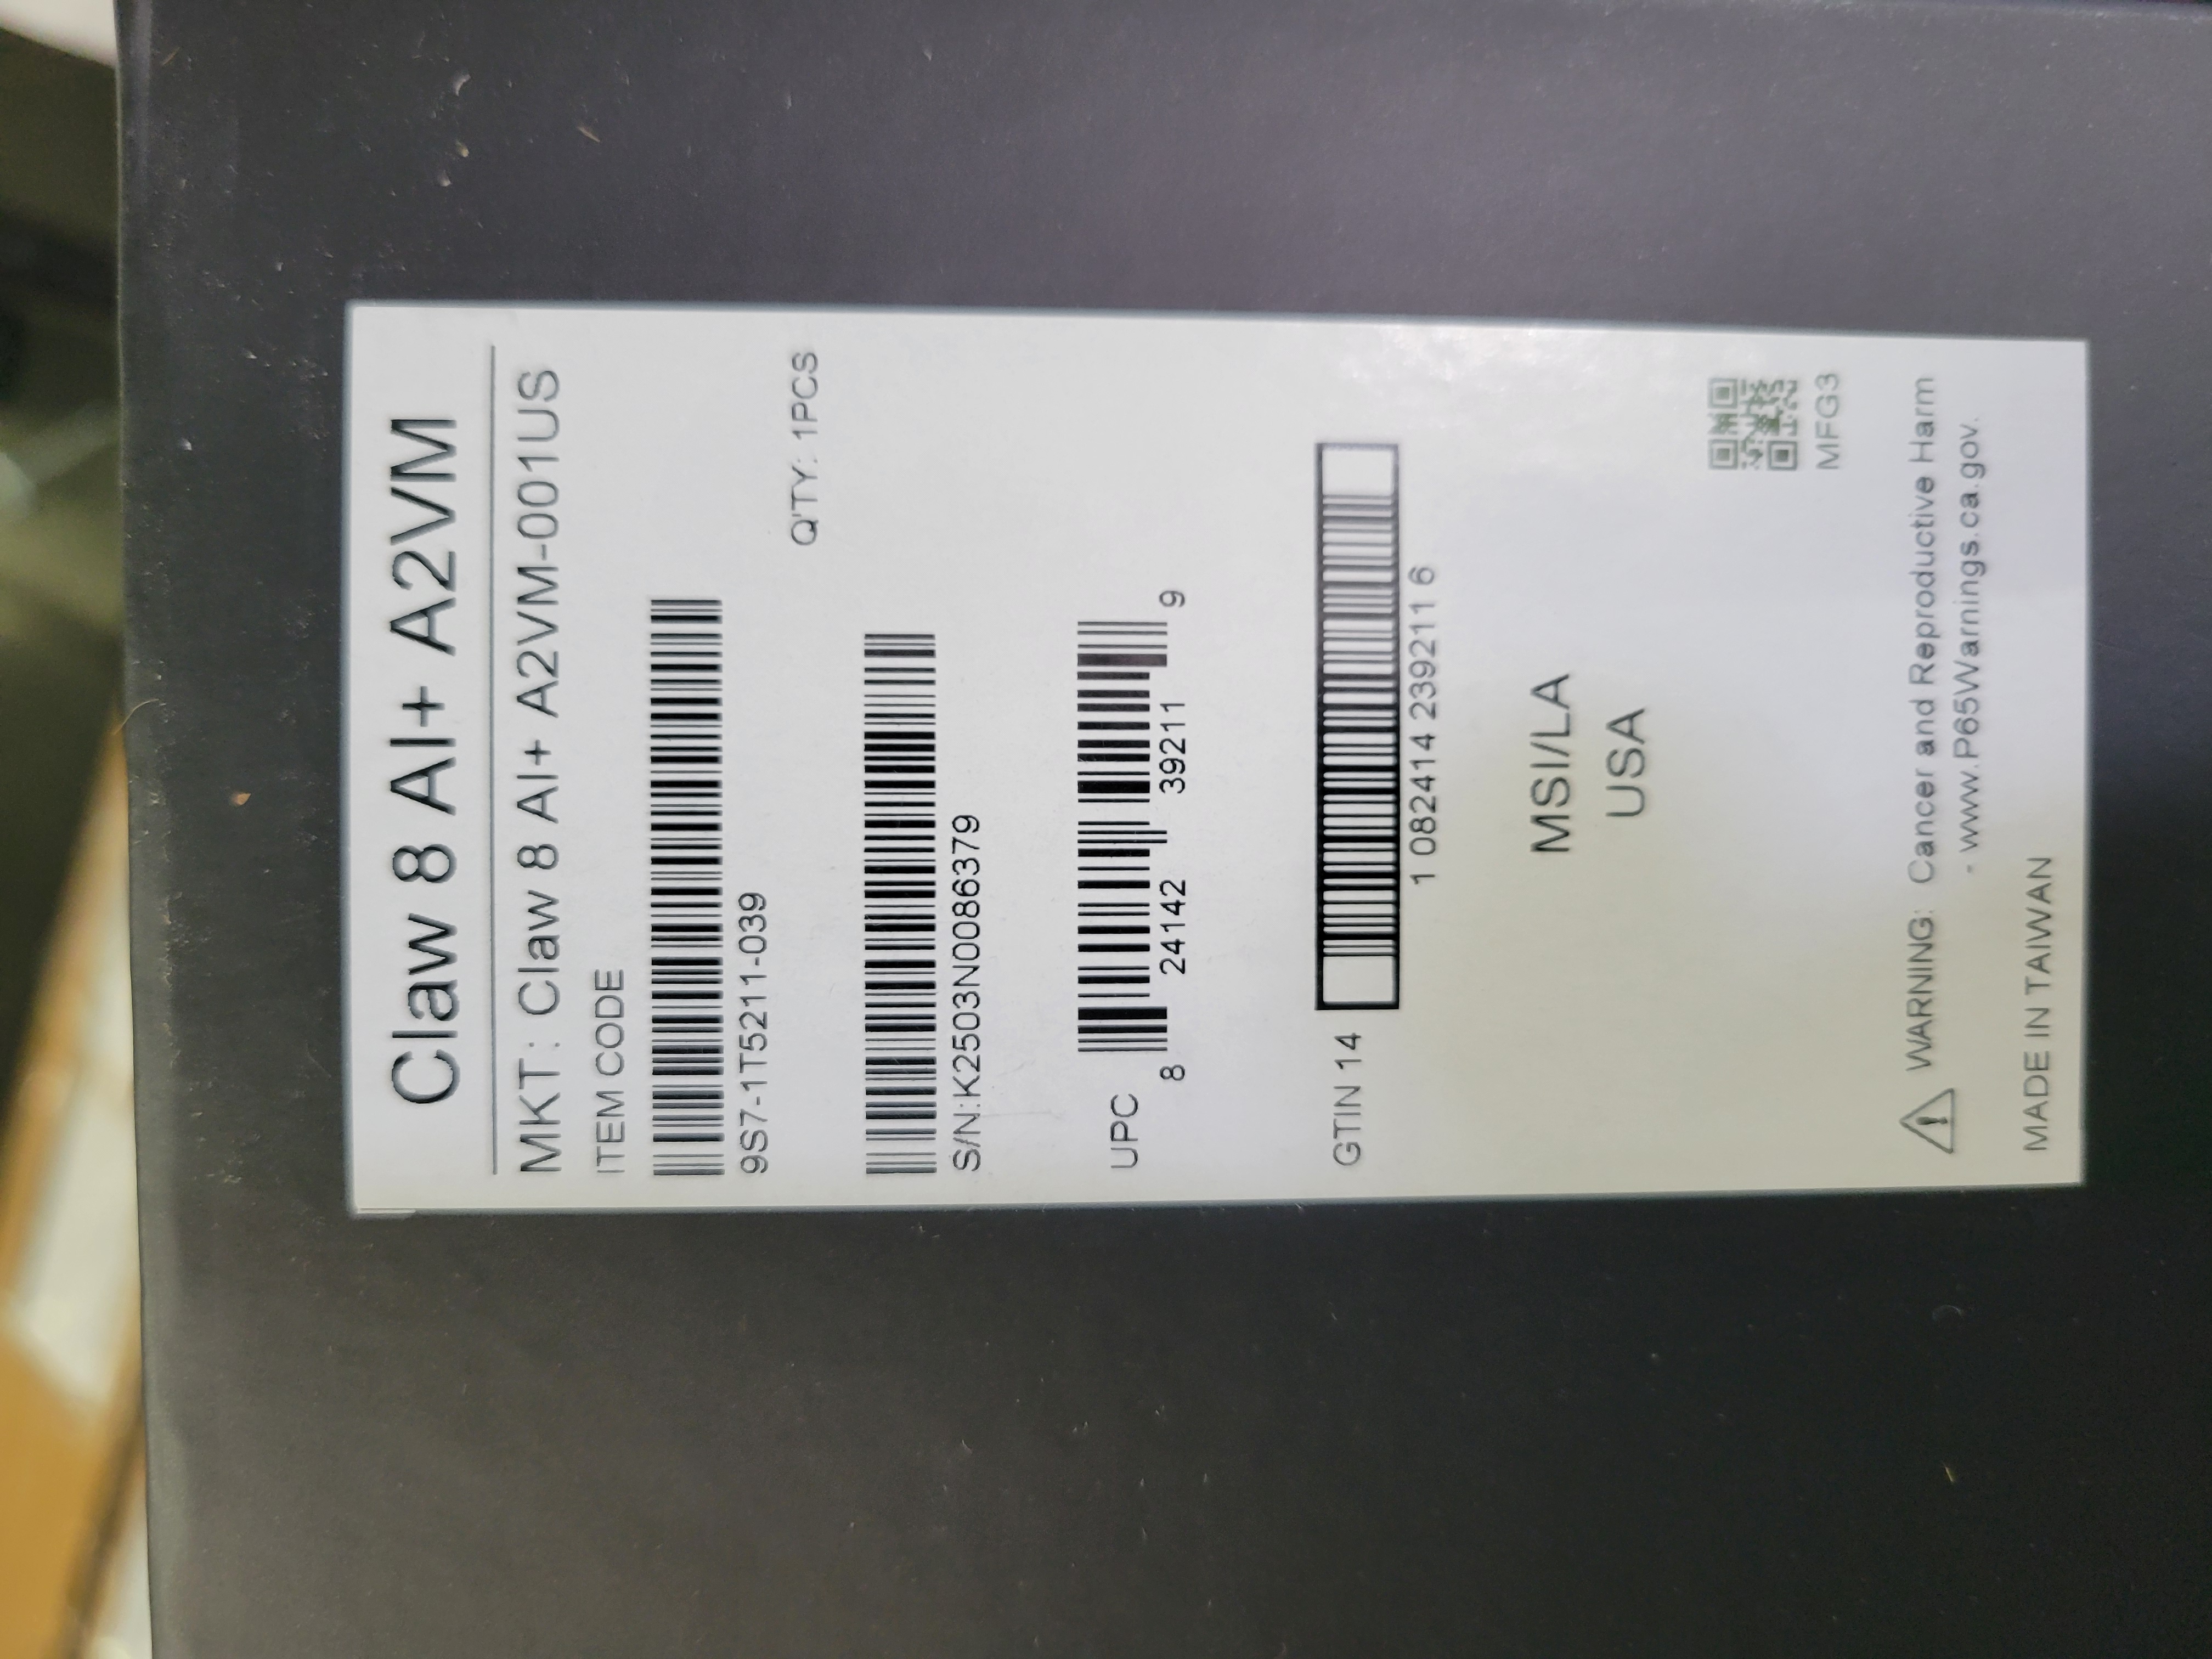 Claw 8 AI+ A2VM
MKT: Claw 8 AI+ A2VM-001US
ITEM CODE
9S7-1T5211-039
Q'TY: 1PCS
S/N:K2503N0086379
UPC
8 24142 39211 9
GTIN 14
1 082414 239211 6
MSI/LA
USA
MFG3
WARNING: Cancer and Reproductive Harm
- www.P65Warnings.ca.gov.
MADE IN TAIWAN